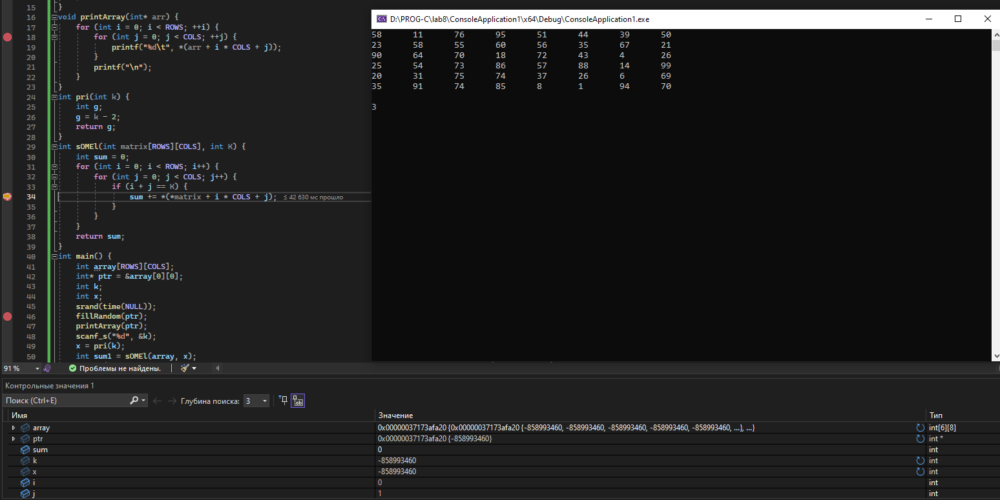 15 }
16 void printArray(int* arr) {
17 for (int i = 0; i < ROWS; ++i) {
18 for (int j = 0; j < COLS; ++j) {
19 printf("%d\t", *(arr + i * COLS + j));
20 }
21 printf("\n");
22 }
23 }
24 int pri(int k) {
25 int g;
26 g = k - 2;
27 return g;
28 }
29 int sOMEl(int matrix[ROWS][COLS], int K) {
30 int sum = 0;
31 for (int i = 0; i < ROWS; i++) {
32 for (int j = 0; j < COLS; j++) {
33 if (i + j == K) {
34 sum += *(*matrix + i * COLS + j); ≤ 42 630 мс прошло
35 }
36 }
37 }
38 return sum;
39 }
40 int main() {
41 int array[ROWS][COLS];
42 int* ptr = &array[0][0];
43 int k;
44 int x;
45 srand(time(NULL));
46 fillRandom(ptr);
47 printArray(ptr);
48 scanf_s("%d", &k);
49 x = pri(k);
50 int sum1 = sOMEl(array, x);
D:\PROG-C\lab8\ConsoleApplication1\x64\Debug\ConsoleApplication1.exe
58 11 76 95 51 44 39 50
23 58 55 60 56 35 67 21
90 64 70 18 72 43 4 26
25 54 73 86 57 88 14 99
20 31 75 74 37 26 6 69
35 91 74 85 8 1 94 70
3
91 % Проблемы не найдены.
Контрольные значения 1
Поиск (Ctrl+E) Глубина поиска: 3
Имя Значение Тип
array 0x00000037173afa20 {0x00000037173afa20 {-858993460, -858993460, -858993460, -858993460, -858993460, ...}, ...} int[6][8]
ptr 0x00000037173afa20 {-858993460} int *
sum 0 int
k -858993460 int
x -858993460 int
i 0 int
j 1 int